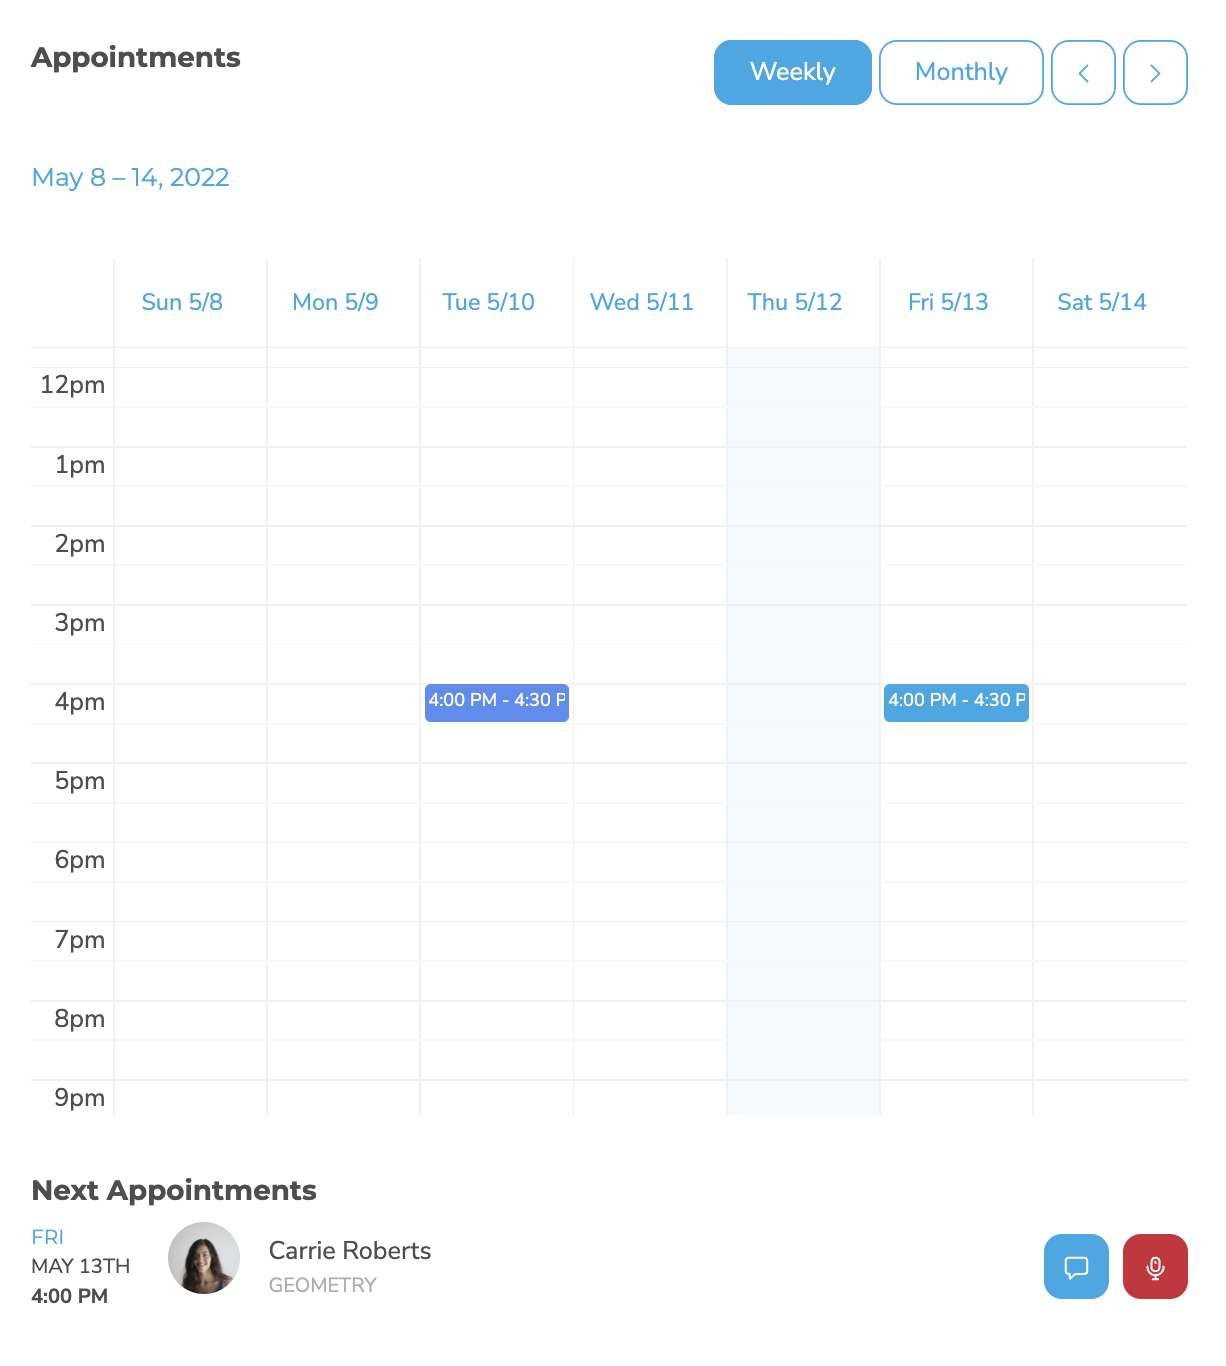 Appointments
Weekly
Monthly
May 8 – 14, 2022
Sun 5/8
Mon 5/9
Tue 5/10
Wed 5/11
Thu 5/12
Fri 5/13
Sat 5/14
12pm
1pm
2pm
3pm
4pm
4:00 PM - 4:30 P
4:00 PM - 4:30 P
5pm
6pm
7pm
8pm
9pm
Next Appointments
FRI
MAY 13TH
4:00 PM
Carrie Roberts
GEOMETRY